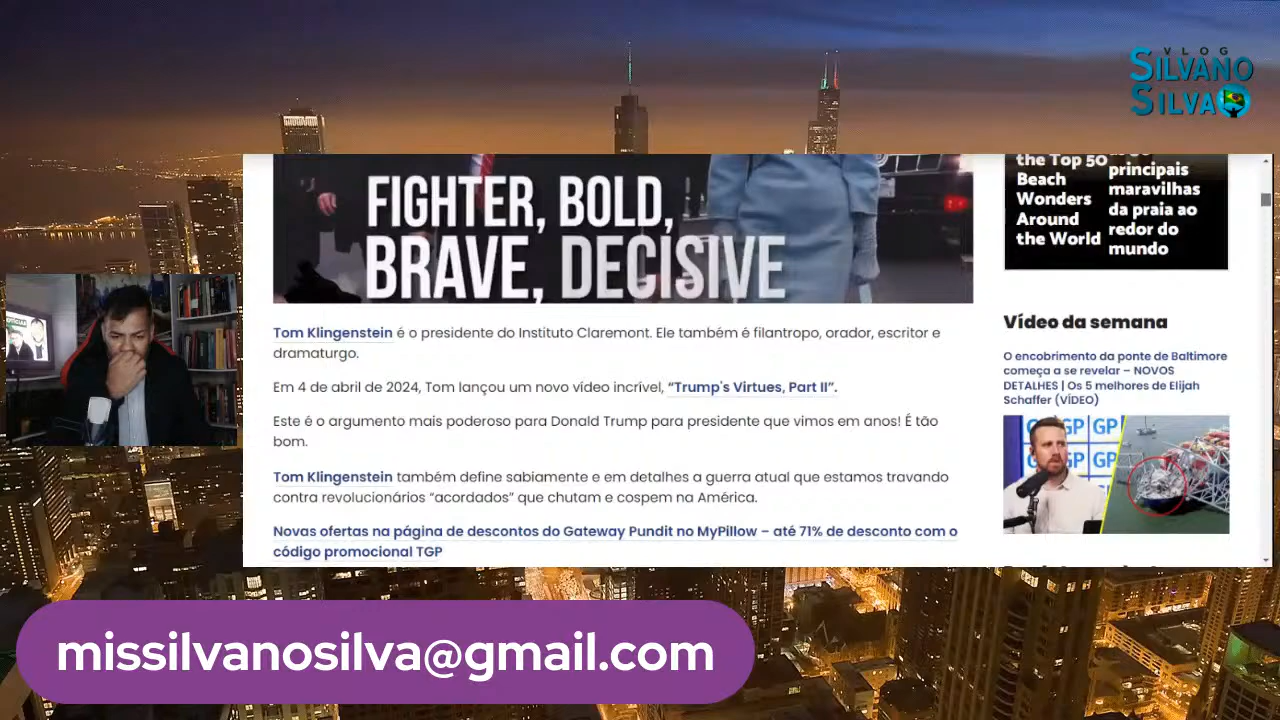 VLOG
SILVANO
SILVA
FIGHTER, BOLD,
BRAVE, DECISIVE
Tom Klingenstein é o presidente do Instituto Claremont. Ele também é filantropo, orador, escritor e
dramaturgo.
Em 4 de abril de 2024, Tom lançou um novo vídeo incrível, “Trump's Virtues, Part II”.
Este é o argumento mais poderoso para Donald Trump para presidente que vimos em anos! É tão
bom.
Tom Klingenstein também define sabiamente e em detalhes a guerra atual que estamos travando
contra revolucionários “acordados” que chutam e cospem na América.
Novas ofertas na página de descontos do Gateway Pundit no MyPillow – até 71% de desconto com o
código promocional TGP
the Top 50
Beach
Wonders
Around
the World
principais
maravilhas
da praia ao
redor do
mundo
Vídeo da semana
O encobrimento da ponte de Baltimore
começa a se revelar – NOVOS
DETALHES | Os 5 melhores de Elijah
Schaffer (VÍDEO)
GP
GP
GP
missilvanosilva@gmail.com